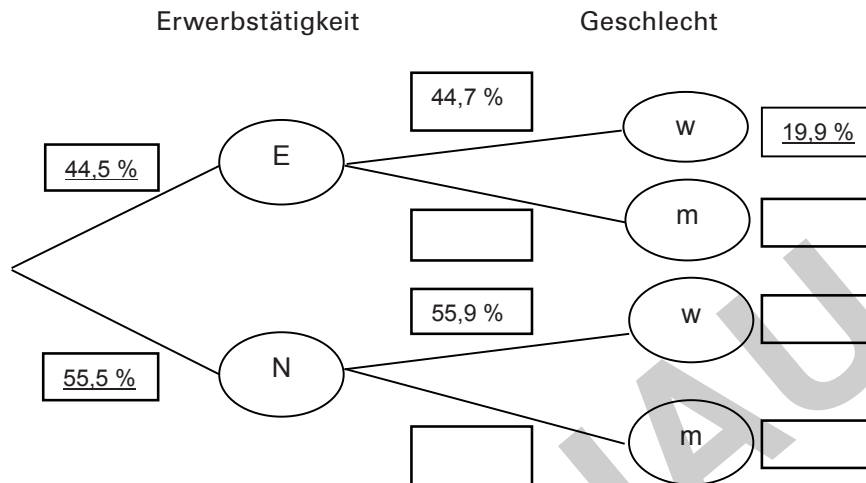 Erwerbstätigkeit Geschlecht
44,7 %
w
19,9 %
E
44,5 %
m
55,9 %
w
N
55,5 %
m